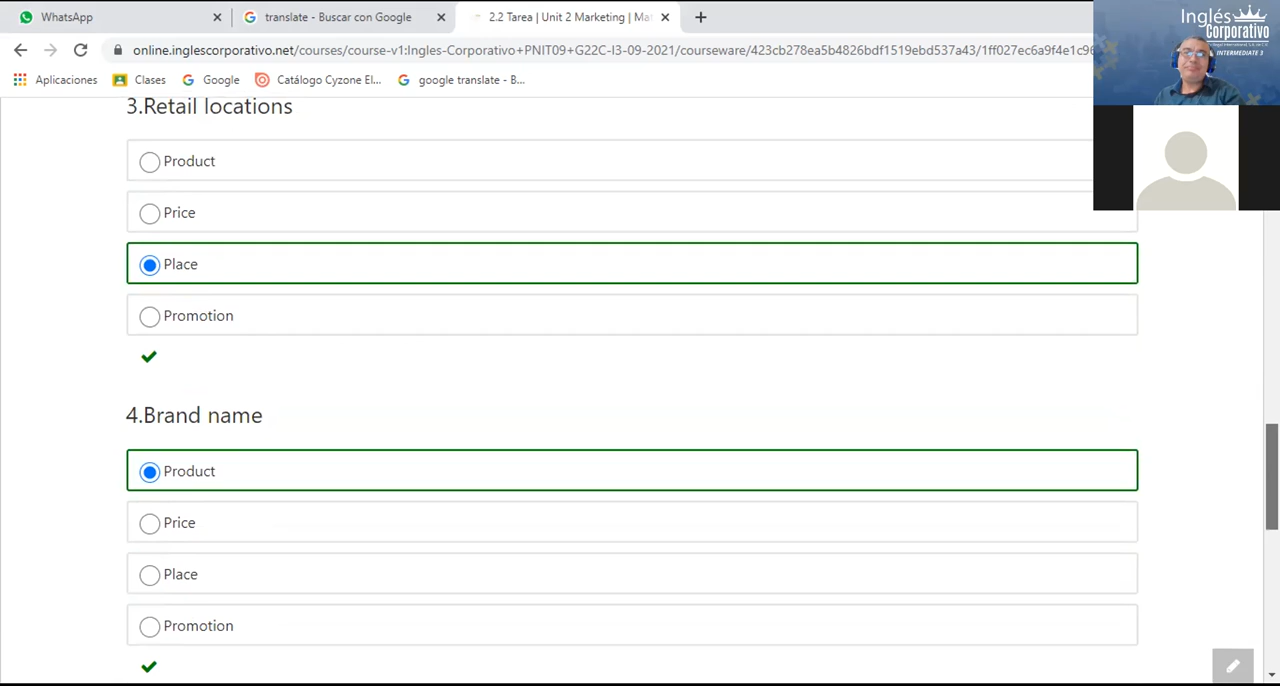 WhatsApp
translate - Buscar con Google
2.2 Tarea | Unit 2 Marketing | Ma
online.inglescorporativo.net/courses/course-v1:Ingles-Corporativo+PNIT09+G22C-I3-09-2021/courseware/423cb278ea5b4826bdf1519ebd537a43/1ff027ec6a9f4e1c96
Aplicaciones
Clases
Google
Catálogo Cyzone El...
google translate - B...
Inglés
Corporativo
INTERMEDIATE 3
3.Retail locations
Product
Price
Place
Promotion
4.Brand name
Product
Price
Place
Promotion